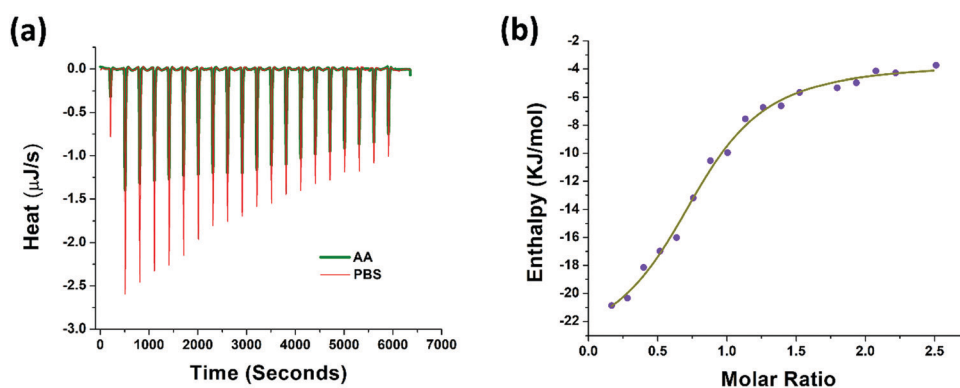 (a)
0.0
-0.5
-1.0
-1.5
-2.0
-2.5
-3.0
Heat (μJ/s)
AA
PBS
0 1000 2000 3000 4000 5000 6000 7000
Time (Seconds)
(b)
-2
-4
-6
-8
-10
-12
-14
-16
-18
-20
-22
Enthalpy (KJ/mol)
0.0 0.5 1.0 1.5 2.0 2.5
Molar Ratio